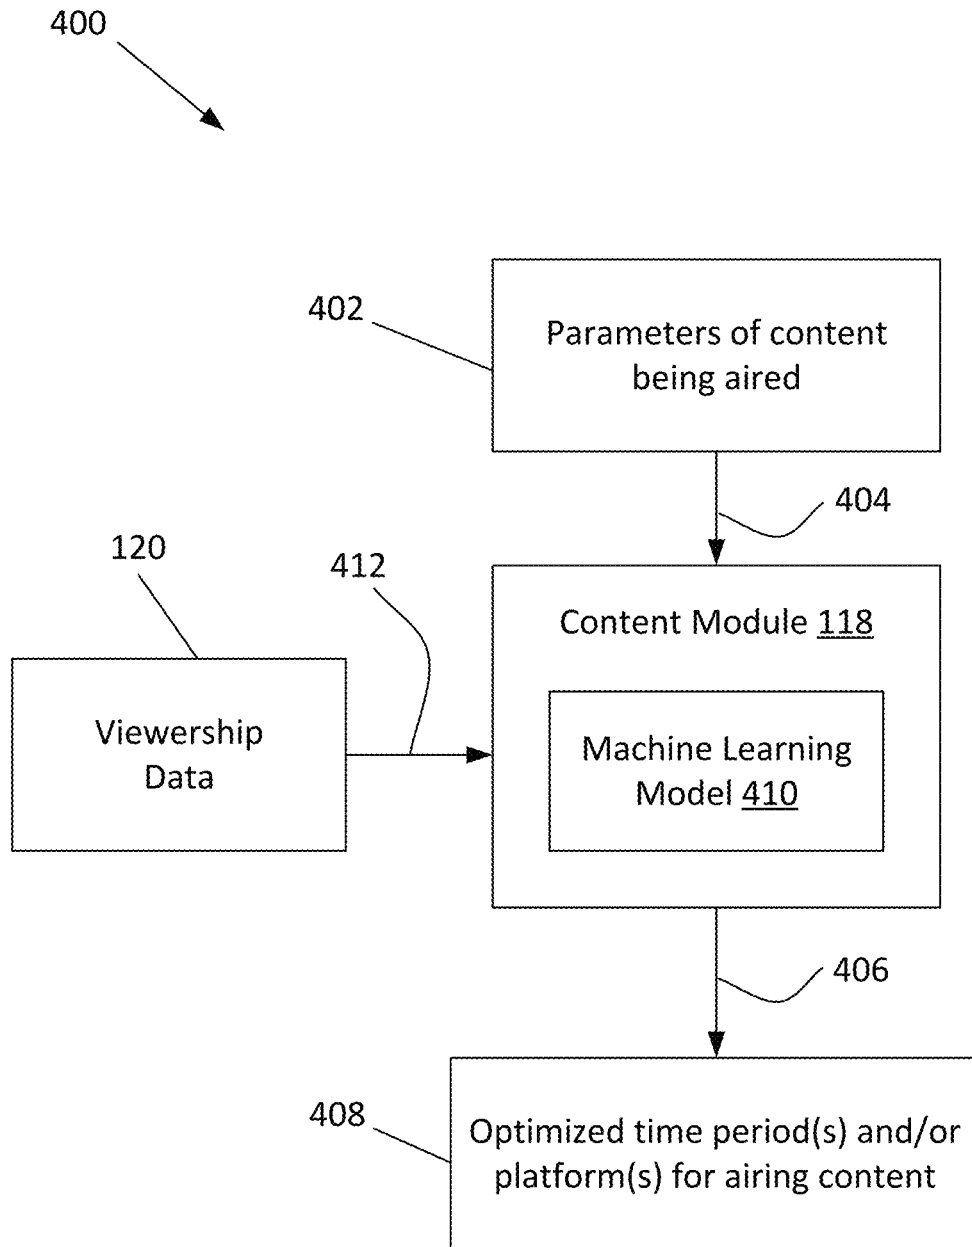 400
402
Parameters of content
being aired
404
120
412
Content Module 118
Viewership
Data
Machine Learning
Model 410
406
408
Optimized time period(s) and/or
platform(s) for airing content